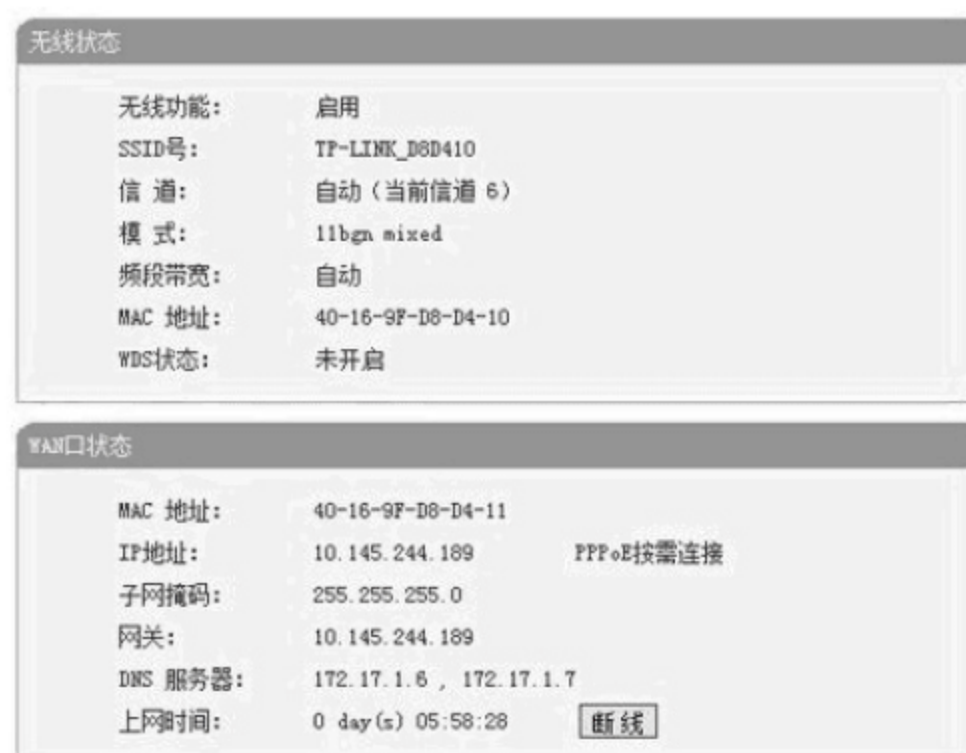 无线状态
无线功能： 启用
SSID号： TP-LINK_D8D410
信 道： 自动（当前信道 6）
模 式： 11bgn mixed
频段带宽： 自动
MAC 地址： 40-16-9F-D8-D4-10
WDS状态： 未开启
WAN口状态
MAC 地址： 40-16-9F-D8-D4-11
IP地址： 10.145.244.189 PPPoE按需连接
子网掩码： 255.255.255.0
网关： 10.145.244.189
DNS 服务器： 172.17.1.6 , 172.17.1.7
上网时间： 0 day(s) 05:58:28 断线